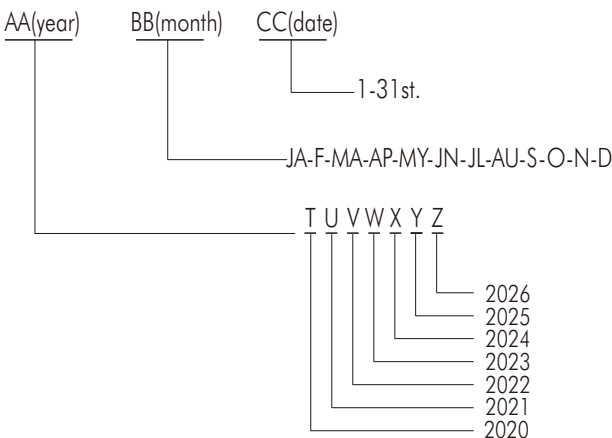 AA(year) BB(month) CC(date)
1-31st.
JA-F-MA-AP-MY-JN-JL-AU-S-O-N-D
T U V W X Y Z
2026
2025
2024
2023
2022
2021
2020